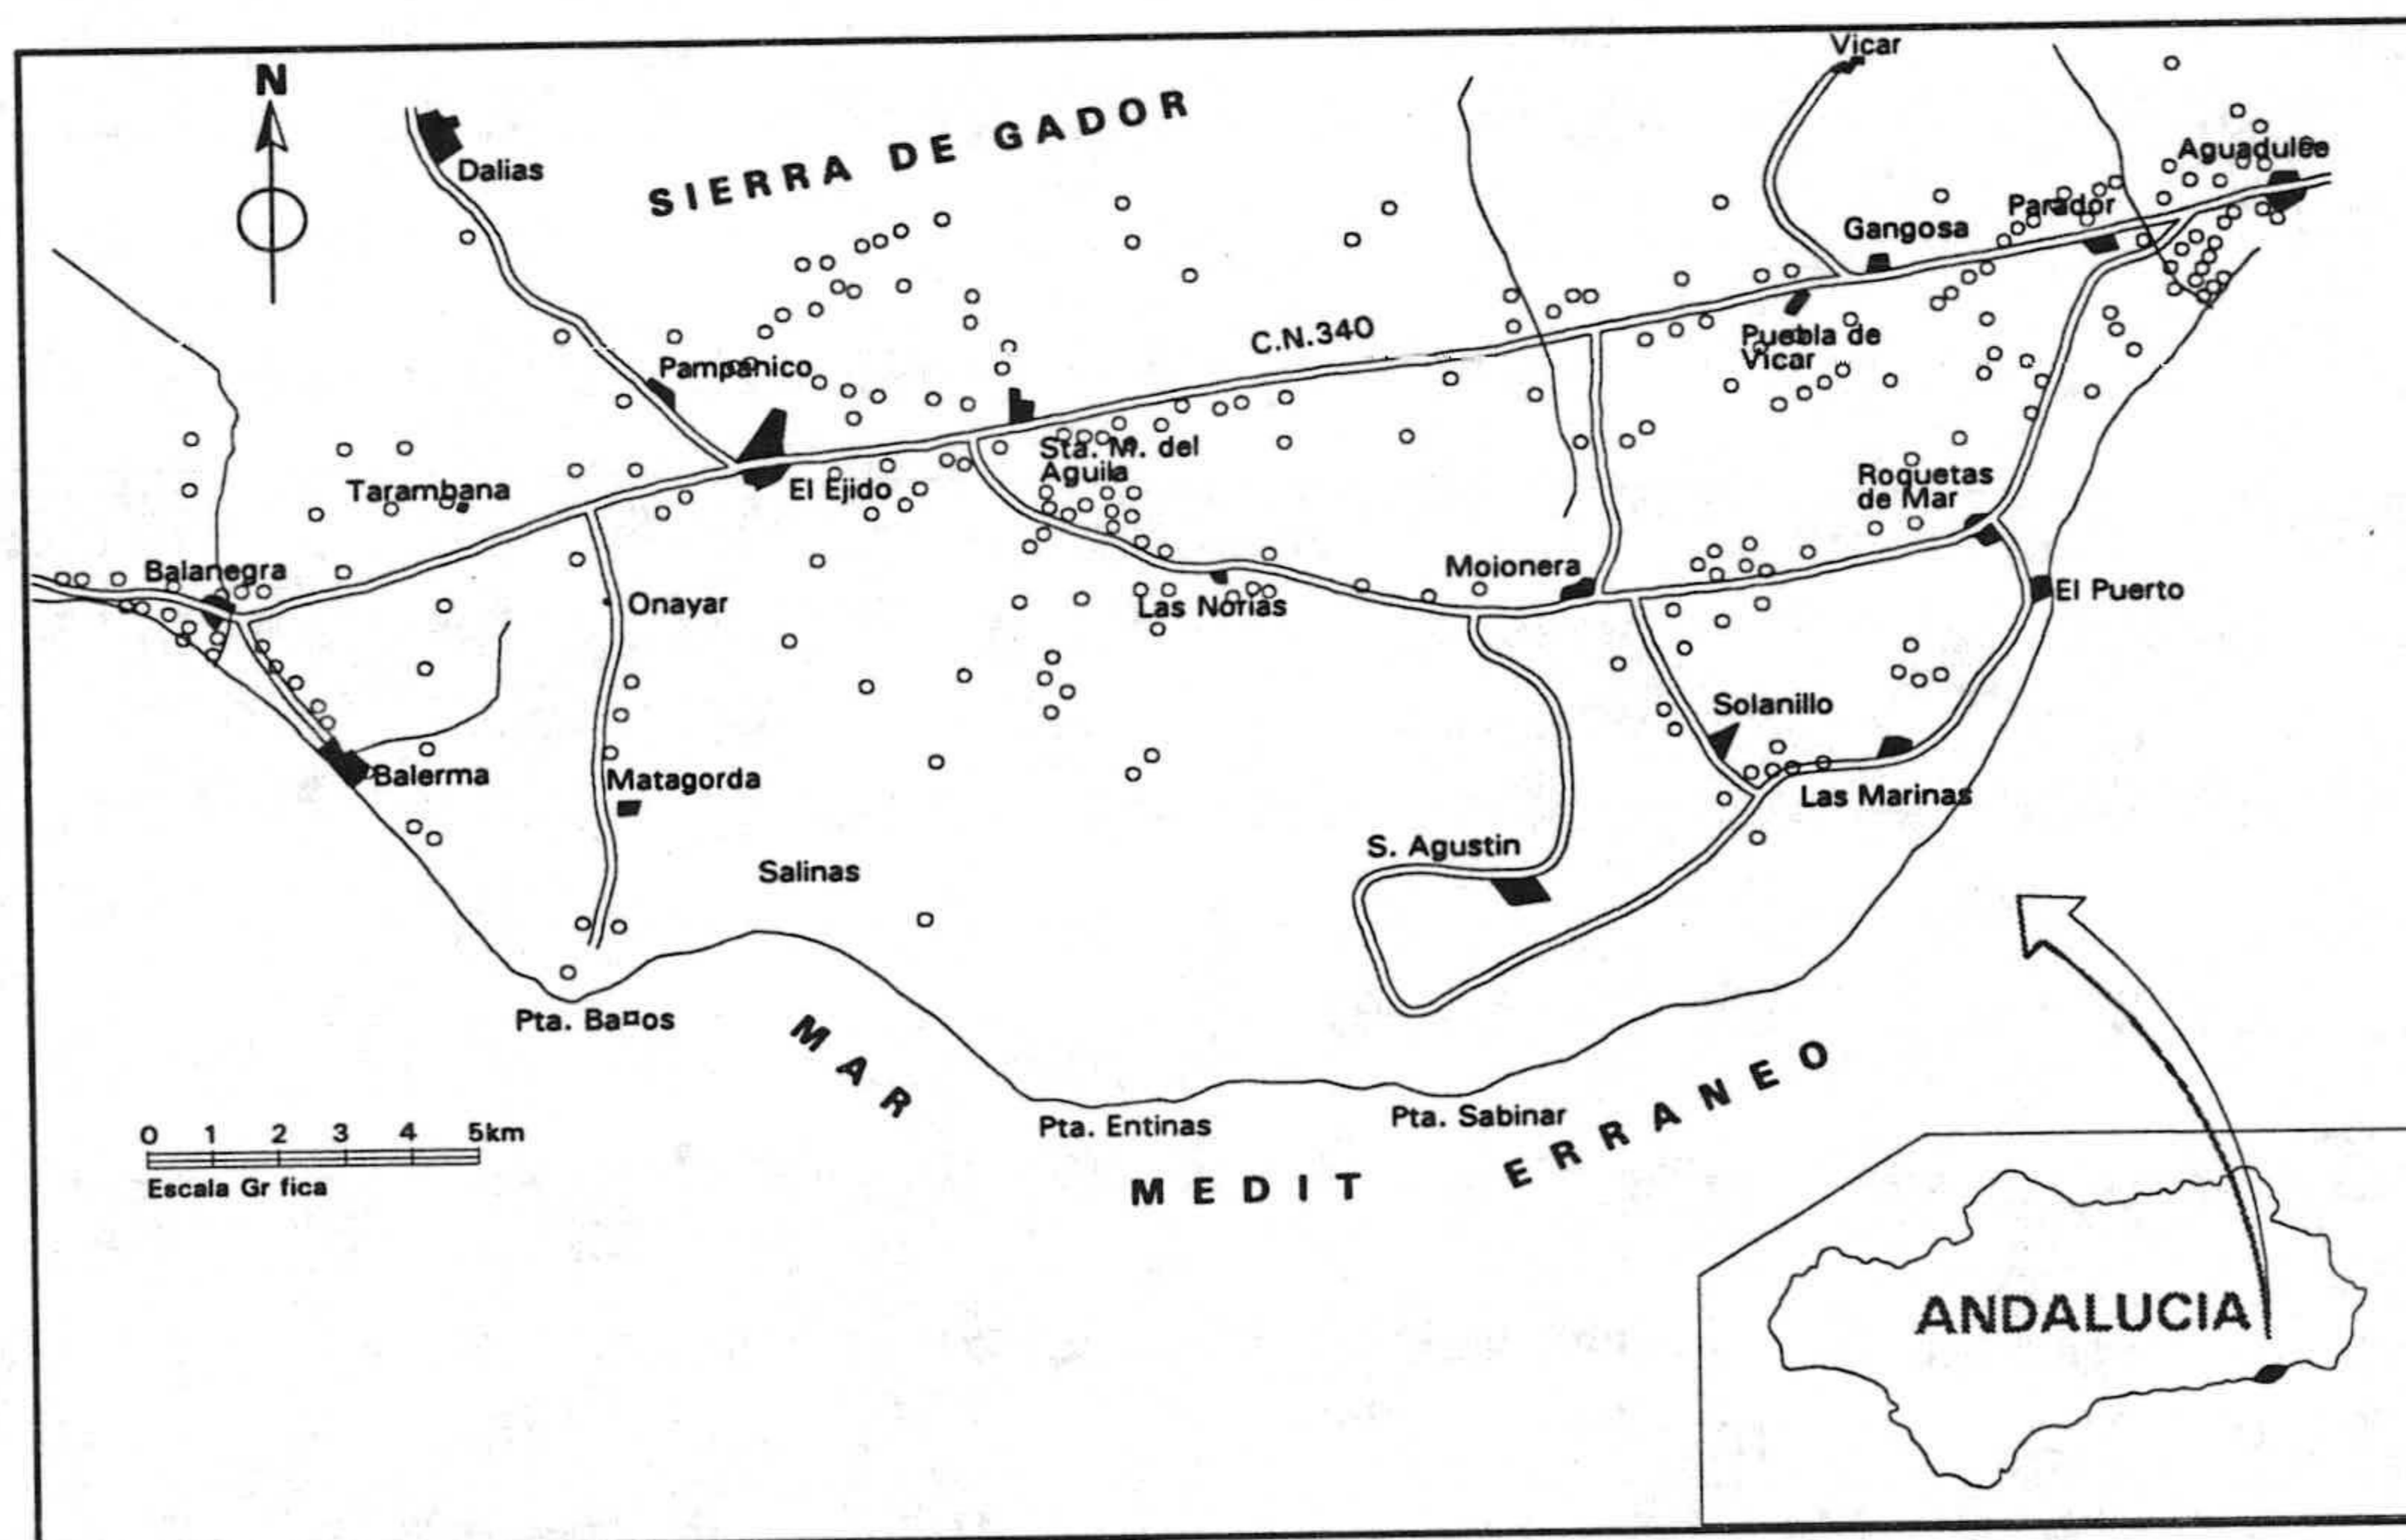 Vicar
N
SIERRA DE GADOR
Aguadulce
Dalias
Parador
Gangosa
C.N.340
Puebla de
Vicar
Pampanico
Sta. M. del
Aguila
Roquetas
de Mar
Tarambana
El Ejido
Balanegra
Moionera
El Puerto
Onayar
Las Norias
Solanillo
Balerma
Matagorda
Las Marinas
S. Agustin
Salinas
Pta. Ba¤os
MAR
Pta. Entinas
Pta. Sabinar
MEDIT ERRANEO
0 1 2 3 4 5km
Escala Gr fica
ANDALUCIA